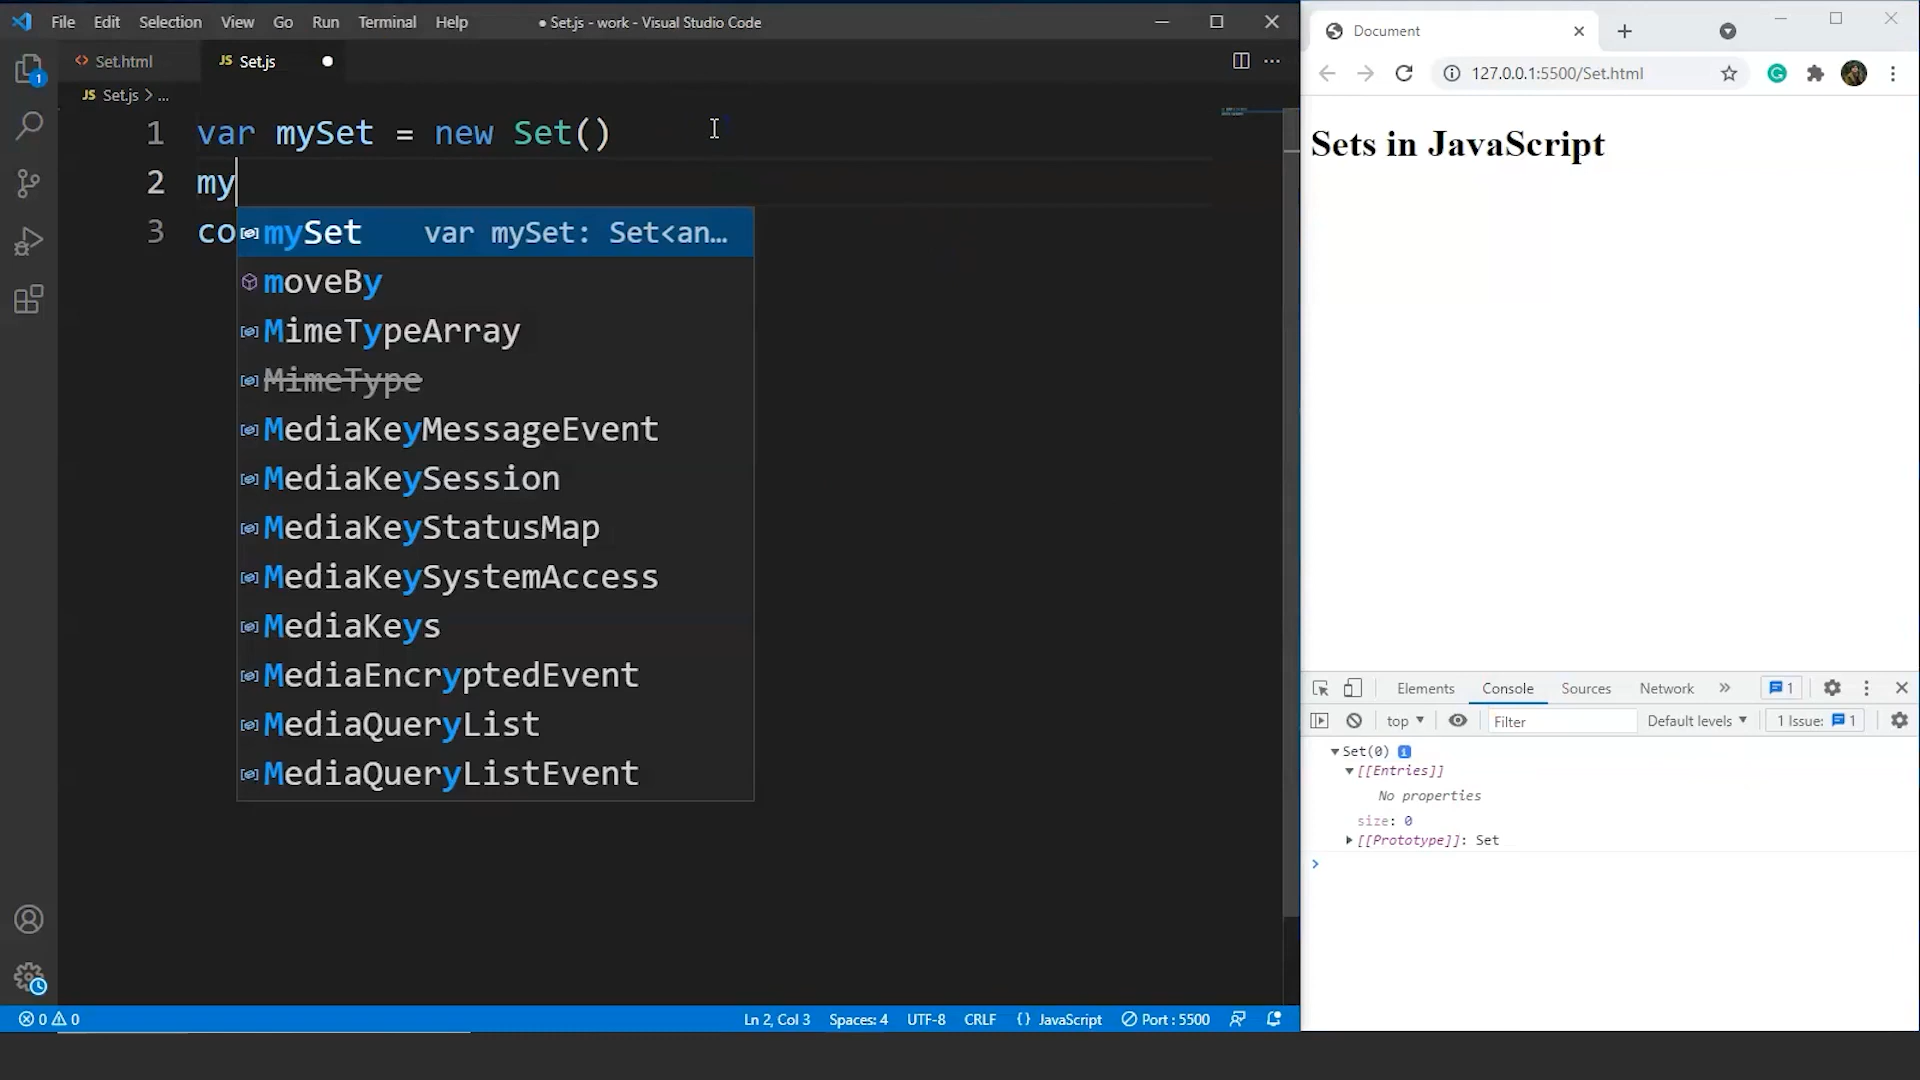 File Edit Selection View Go Run Terminal Help ● Set.js - work - Visual Studio Code
<> Set.html JS Set.js ●
JS Set.js > ...
1 var mySet = new Set()
2 my
3 co
mySet var mySet: Set<an...
moveBy
MimeTypeArray
MimeType
MediaKeyMessageEvent
MediaKeySession
MediaKeyStatusMap
MediaKeySystemAccess
MediaKeys
MediaEncryptedEvent
MediaQueryList
MediaQueryListEvent
1
0 0 Ln 2, Col 3 Spaces: 4 UTF-8 CRLF {} JavaScript Port : 5500
Document
127.0.0.1:5500/Set.html
Sets in JavaScript
Elements Console Sources Network » 1
top ▼ Filter Default levels ▼ 1 Issue: 1
▼Set(0) i
▼[[Entries]]
No properties
size: 0
▶[[Prototype]]: Set
>